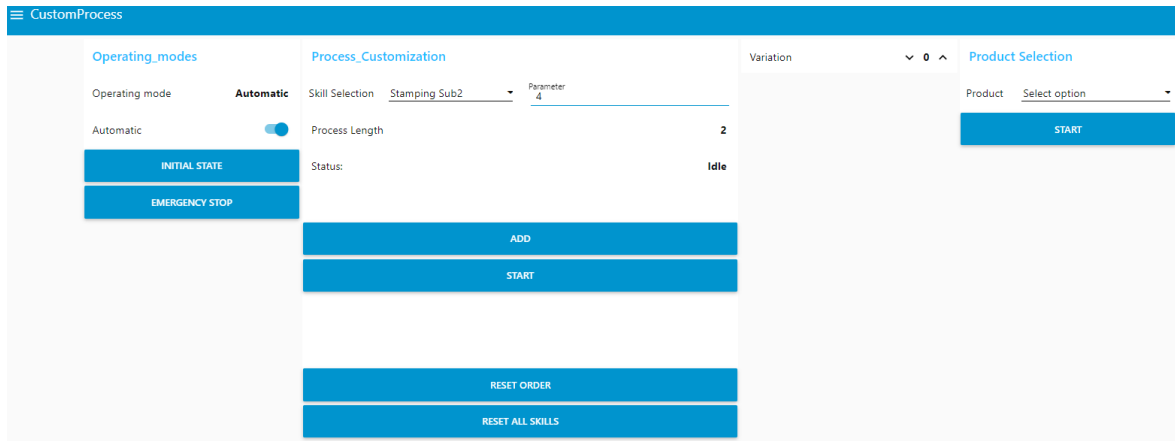 CustomProcess
Operating_modes
Operating mode Automatic
Automatic
INITIAL STATE
EMERGENCY STOP
Process_Customization
Skill Selection Stamping Sub2 Parameter 4
Process Length 2
Status: Idle
ADD
START
RESET ORDER
RESET ALL SKILLS
Variation 0
Product Selection
Product Select option
START